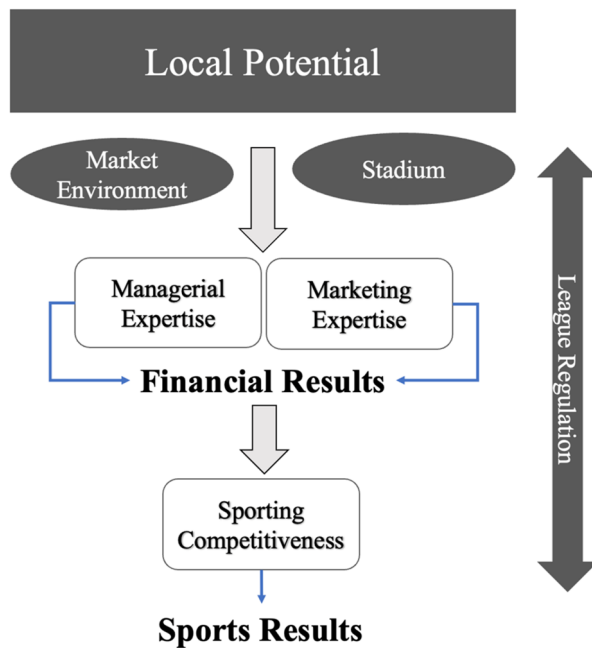 Local Potential
Market
Environment
Stadium
Managerial
Expertise
Marketing
Expertise
Financial Results
League Regulation
Sporting
Competitiveness
Sports Results